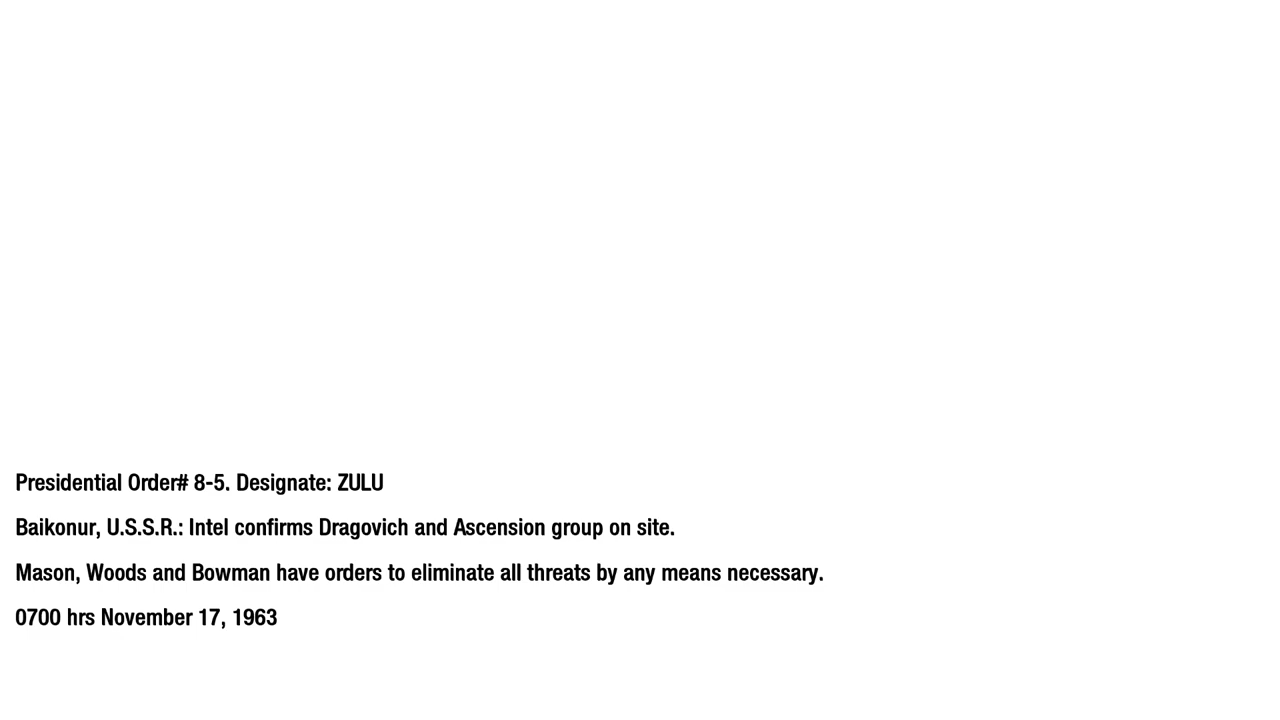 Presidential Order# 8-5. Designate: ZULU
Baikonur, U.S.S.R.: Intel confirms Dragovich and Ascension group on site.
Mason, Woods and Bowman have orders to eliminate all threats by any means necessary.
0700 hrs November 17, 1963